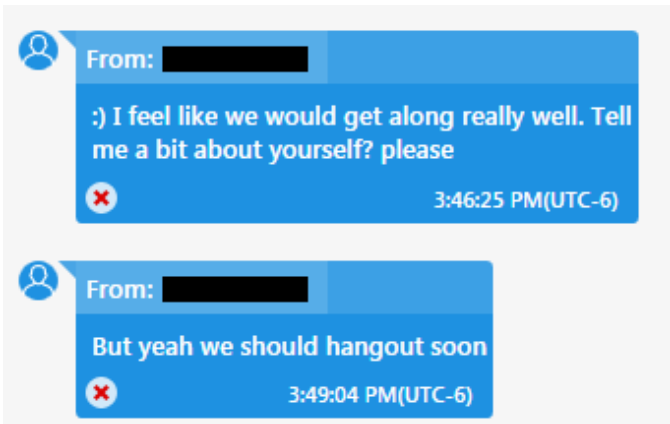 From:
:) I feel like we would get along really well. Tell
me a bit about yourself? please
3:46:25 PM(UTC-6)
From:
But yeah we should hangout soon
3:49:04 PM(UTC-6)